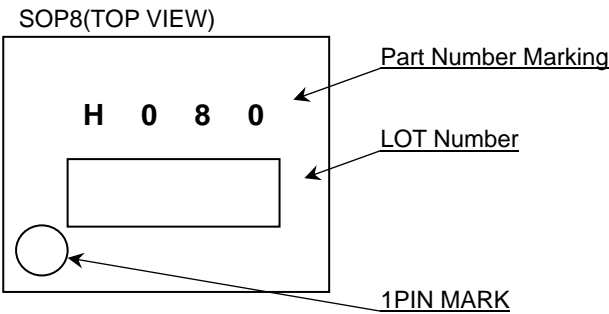 SOP8(TOP VIEW)
Part Number Marking
H 0 8 0
LOT Number
1PIN MARK